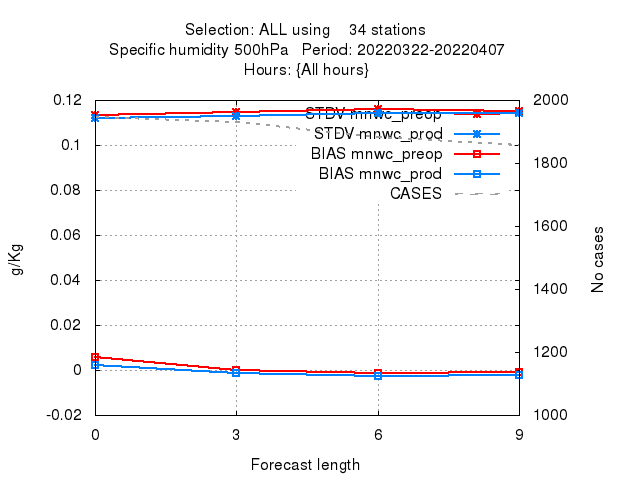 Selection: ALL using 34 stations
Specific humidity 500hPa Period: 20220322-20220407
Hours: {All hours}
0.12
0.1
0.08
0.06
0.04
0.02
0
-0.02
g/Kg
STDV mnwc_preop
STDV mnwc_prod
BIAS mnwc_preop
BIAS mnwc_prod
CASES
2000
1800
1600
1400
1200
1000
No cases
0 3 6 9
Forecast length